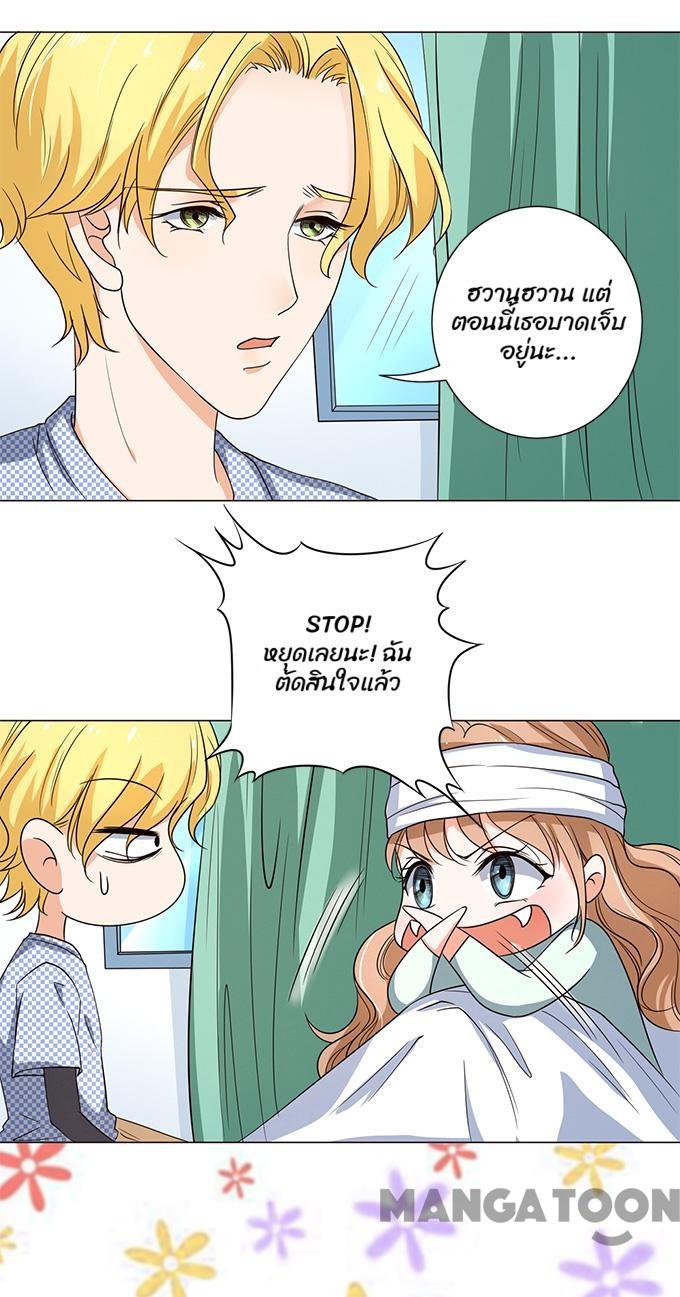 ฮวานฮวาน แต่
ตอนนี้เธอบาดเจ็บ
อยู่นะ...
STOP!
หยุดเลยนะ! ฉัน
ตัดสินใจแล้ว
MANGATOON